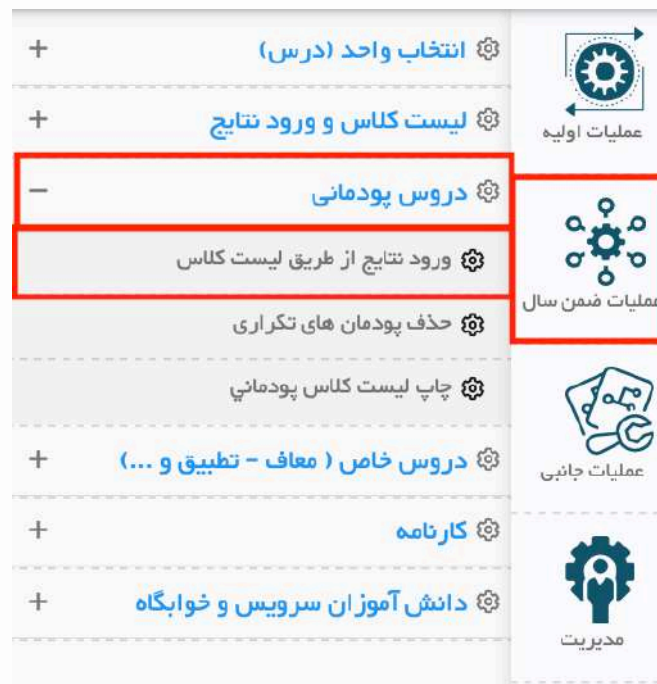 عملیات اولیه
عملیات ضمن سال
عملیات جانبی
مدیریت
انتخاب واحد (درس)
لیست کلاس و ورود نتایج
دروس پودمانی
ورود نتایج از طریق لیست کلاس
حذف پودمان های تکراری
چاپ لیست کلاس پودماني
دروس خاص ( معاف - تطبیق و ...)
کارنامه
دانش آموزان سرویس و خوابگاه